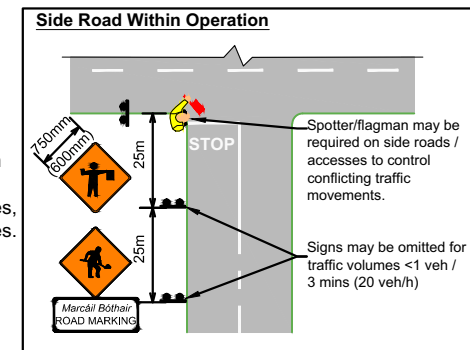 Side Road Within Operation
750mm
(600mm)
25m
STOP
Spotter/flagman may be
required on side roads /
accesses to control
conflicting traffic
movements.
es,
es.
25m
Signs may be omitted for
traffic volumes <1 veh /
3 mins (20 veh/h)
Marcáil Bóthair
ROAD MARKING